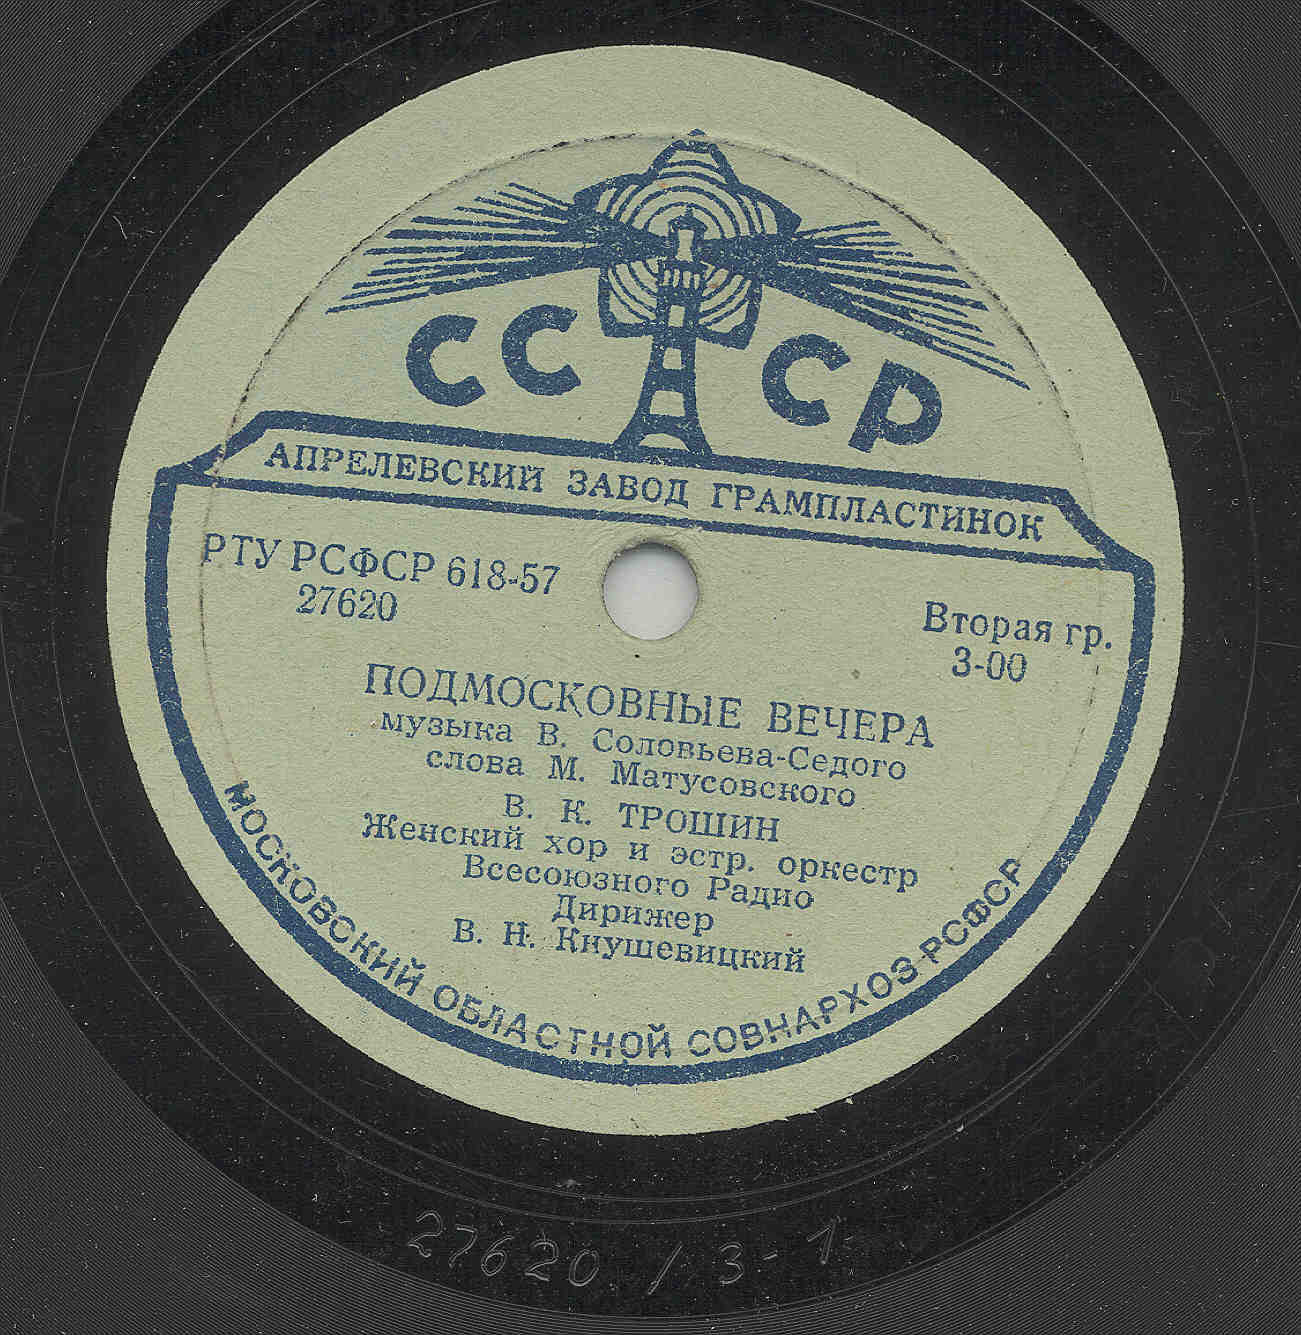 СССР
АПРЕЛЕВСКИЙ ЗАВОД ГРАМПЛАСТИНОК
РТУ РСФСР 618-57
27620
Вторая гр.
3-00
ПОДМОСКОВНЫЕ ВЕЧЕРА
музыка В. Соловьева-Седого
слова М. Матусовского
В. К. ТРОШИН
Женский хор и эстр. оркестр
Всесоюзного Радио
Дирижер
В. Н. Кнушевицкий
МОСКОВСКИЙ ОБЛАСТНОЙ СОВНАРХОЗ-РСФСР
27620 / 3-1